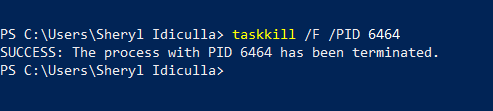 PS C:\Users\Sheryl Idiculla> taskkill /F /PID 6464
SUCCESS: The process with PID 6464 has been terminated.
PS C:\Users\Sheryl Idiculla>